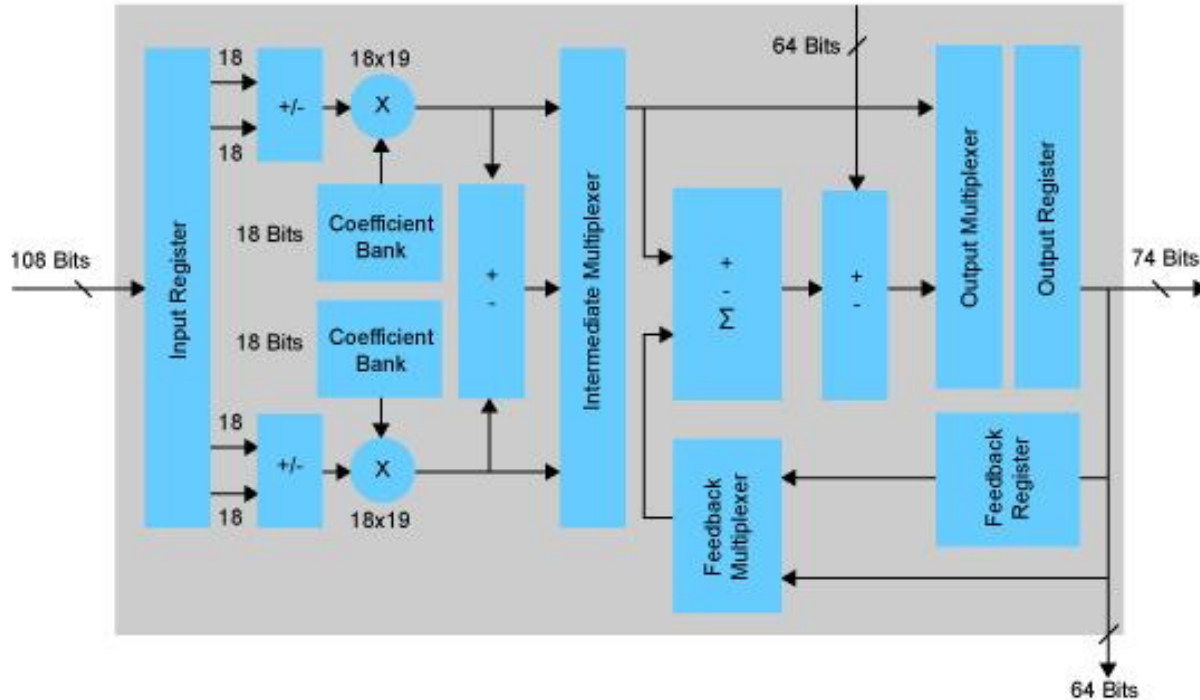 64 Bits
18
18x19
+/-
X
18
Input Register
18 Bits
Coefficient
Bank
108 Bits
+
-
18 Bits
Coefficient
Bank
18
+/-
X
18
18x19
Intermediate Multiplexer
+
-
Σ
+
-
Output Multiplexer
Output Register
74 Bits
Feedback
Multiplexer
Feedback
Register
64 Bits